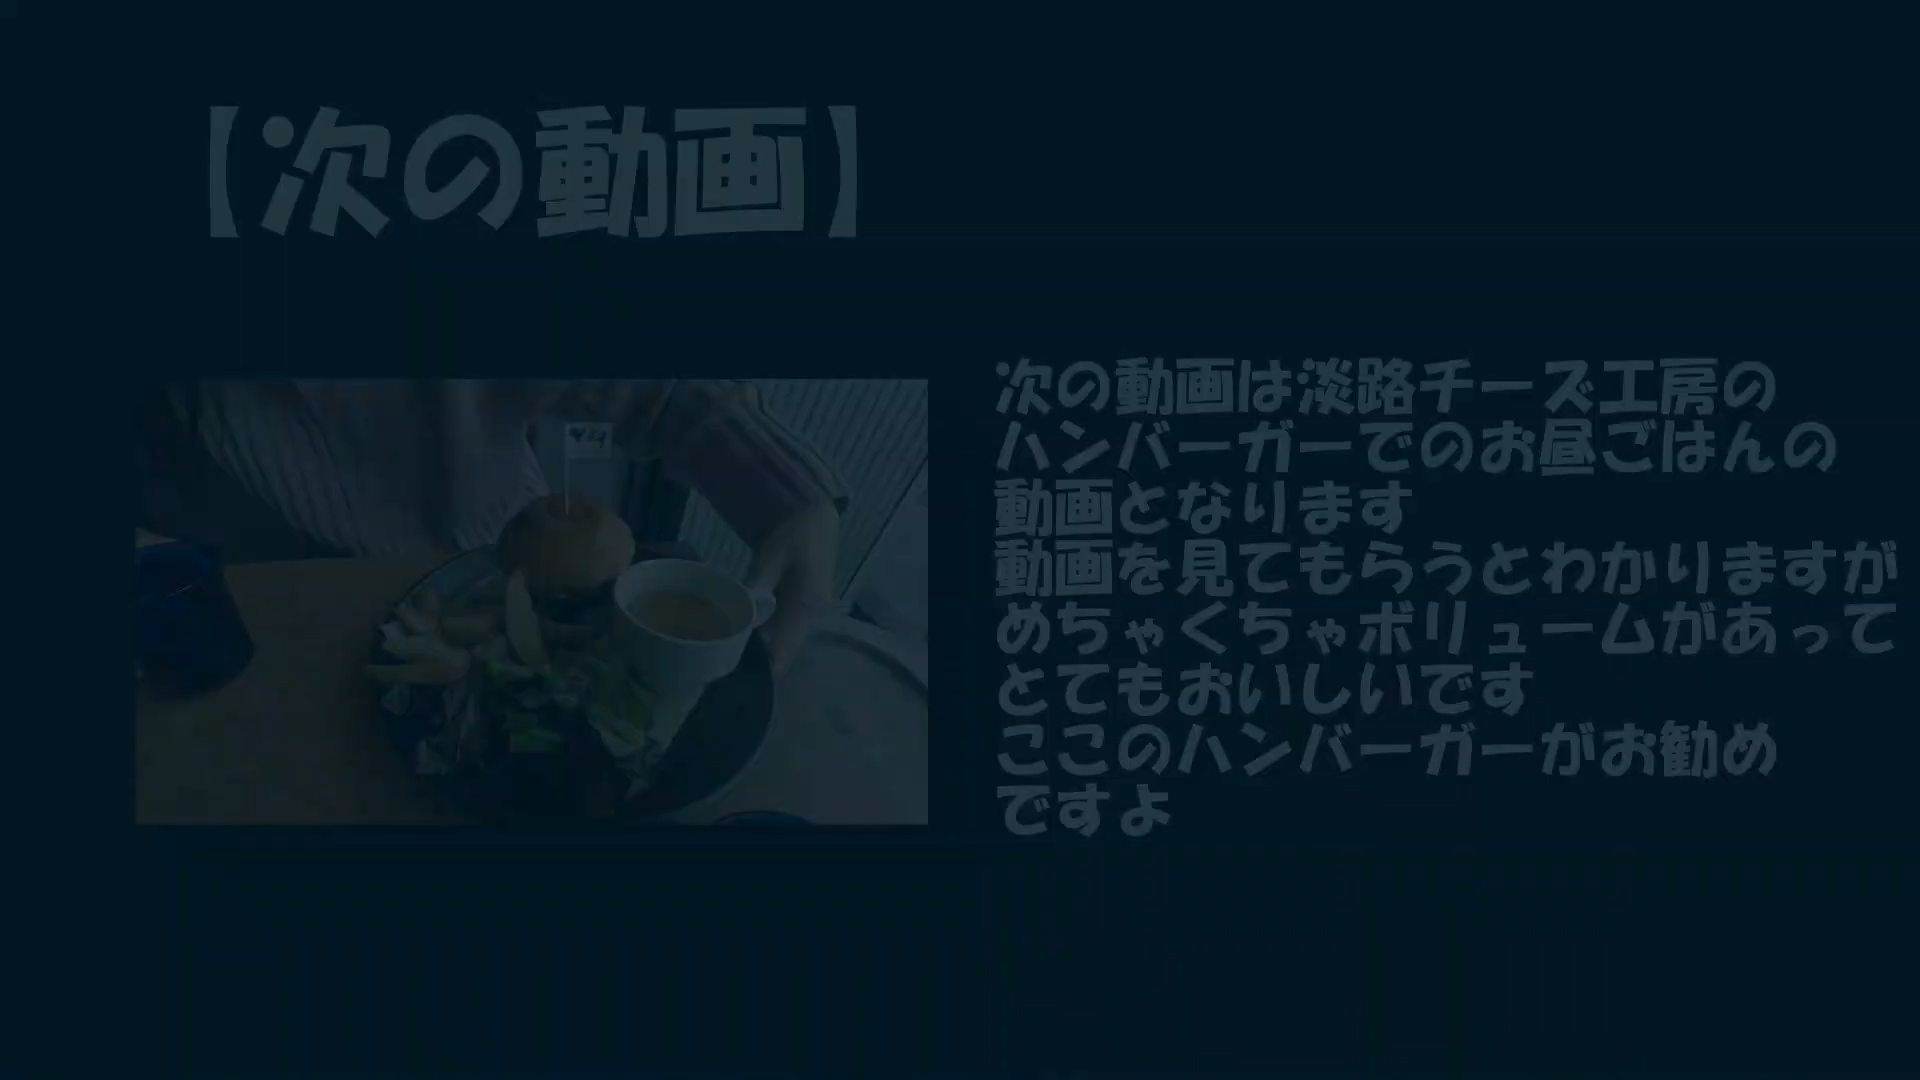 【次の動画】
次の動画は淡路チーズ工房の
ハンバーガーでのお昼ごはんの
動画となります
動画を見てもらうとわかりますが
めちゃくちゃボリュームがあって
とてもおいしいです
ここのハンバーガーがお勧め
ですよ